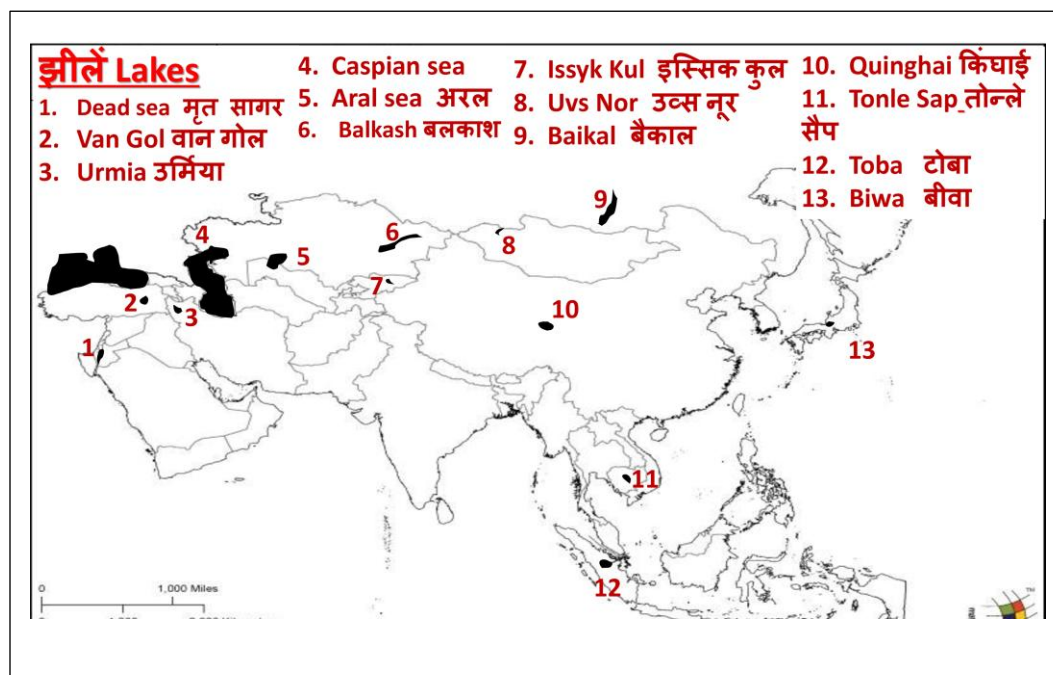 झीलें Lakes
1. Dead sea मृत सागर
2. Van Gol वान गोल
3. Urmia उर्मिया
4. Caspian sea
5. Aral sea अरल
6. Balkash बलकाश
7. Issyk Kul इस्सिक कुल
8. Uvs Nor उव्स नूर
9. Baikal बैकाल
10. Quinghai किंघाई
11. Tonle Sap_तोन्ले
सैप
12. Toba टोबा
13. Biwa बीवा
9
4
6
8
5
7
2
3
10
1
13
11
12
0 1,000 Miles